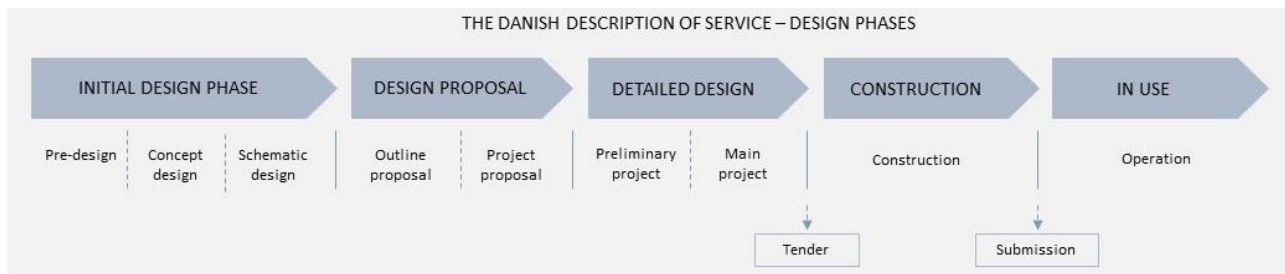 THE DANISH DESCRIPTION OF SERVICE – DESIGN PHASES
INITIAL DESIGN PHASE
DESIGN PROPOSAL
DETAILED DESIGN
CONSTRUCTION
IN USE
Pre-design
Concept
design
Schematic
design
Outline
proposal
Project
proposal
Preliminary
project
Main
project
Construction
Operation
Tender
Submission